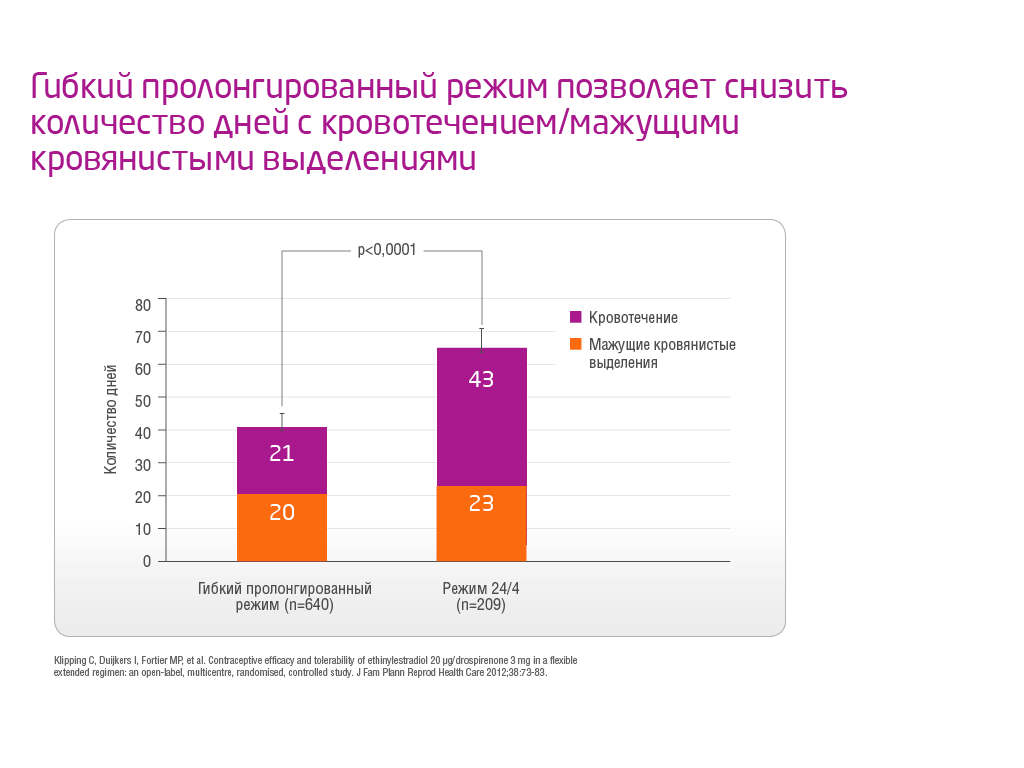 Гибкий пролонгированный режим позволяет снизить
количество дней с кровотечением/мажущими
кровянистыми выделениями
p<0,0001
80
70
60
50
40
30
20
10
0
Количество дней
21
20
43
23
Кровотечение
Мажущие кровянистые
выделения
Гибкий пролонгированный
режим (n=640)
Режим 24/4
(n=209)
Klipping C, Duijkers I, Fortier MP, et al. Contraceptive efficacy and tolerability of ethinylestradiol 20 μg/drospirenone 3 mg in a flexible
extended regimen: an open-label, multicentre, randomised, controlled study. J Fam Plann Reprod Health Care 2012;38:73-83.